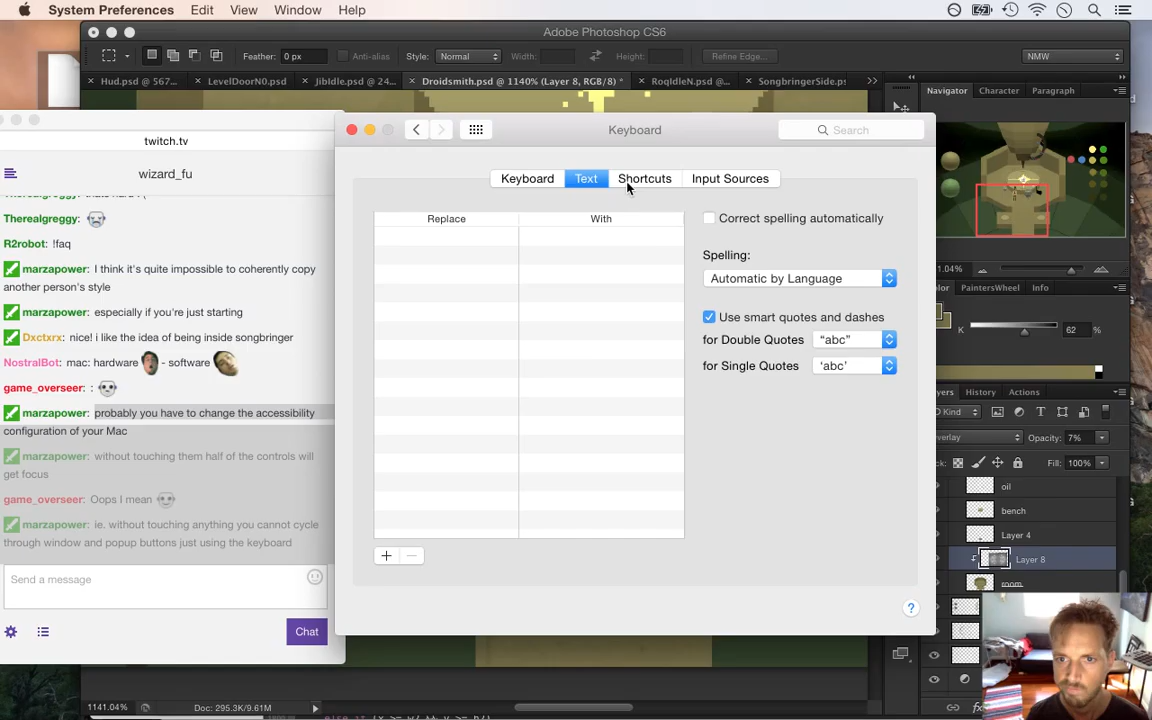 System Preferences Edit View Window Help
Adobe Photoshop CS6
Feather: 0 px Anti-alias Style: Normal Width: Height: Refine Edge... NMW
Hud.psd @ 567... LevelDoorN0.psd JibIdle.psd @ 24... Droidsmith.psd @ 1140% (Layer 8, RGB/8) * RoqIdleN.psd @... SongbringerSide.ps
Navigator Character Paragraph
twitch.tv
wizard_fu
Therealgreggy:
R2robot: !faq
marzapower: I think it's quite impossible to coherently copy
another person's style
marzapower: especially if you're just starting
Dxctxrx: nice! i like the idea of being inside songbringer
NostralBot: mac: hardware - software
game_overseer: :
marzapower: probably you have to change the accessibility
configuration of your Mac
marzapower: without touching them half of the controls will
get focus
game_overseer: Oops I mean
marzapower: ie. without touching anything you cannot cycle
through window and popup buttons just using the keyboard
Send a message
Chat
Keyboard
Search
Keyboard Text Shortcuts Input Sources
Replace With
Correct spelling automatically
Spelling:
Automatic by Language
Use smart quotes and dashes
for Double Quotes “abc”
for Single Quotes ‘abc’
+ −
?
1.04%
olor PaintersWheel Info
K 62 %
ayers History Actions
Kind
verlay Opacity: 7%
ck: Fill: 100%
oil
bench
Layer 4
Layer 8
room
1141.04% Doc: 295.3K/9.61M